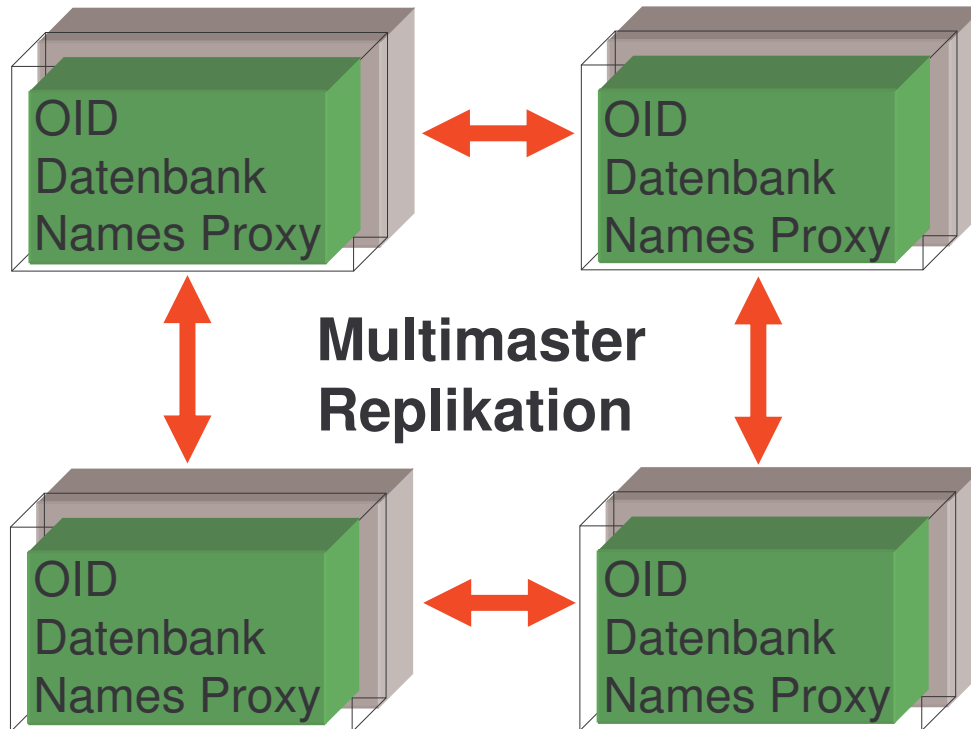 OID
Datenbank
Names Proxy
OID
Datenbank
Names Proxy
Multimaster
Replikation
OID
Datenbank
Names Proxy
OID
Datenbank
Names Proxy